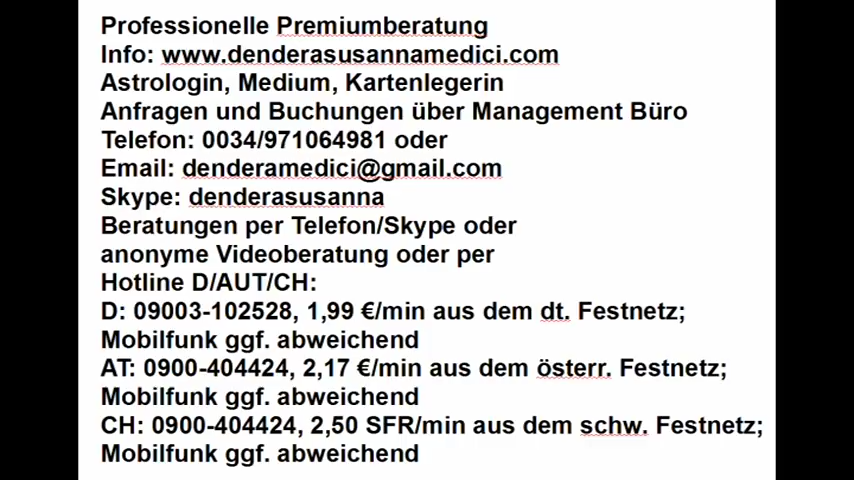 Professionelle Premiumberatung
Info: www.denderasusannamedici.com
Astrologin, Medium, Kartenlegerin
Anfragen und Buchungen über Management Büro
Telefon: 0034/971064981 oder
Email: denderamedici@gmail.com
Skype: denderasusanna
Beratungen per Telefon/Skype oder
anonyme Videoberatung oder per
Hotline D/AUT/CH:
D: 09003-102528, 1,99 €/min aus dem dt. Festnetz;
Mobilfunk ggf. abweichend
AT: 0900-404424, 2,17 €/min aus dem österr. Festnetz;
Mobilfunk ggf. abweichend
CH: 0900-404424, 2,50 SFR/min aus dem schw. Festnetz;
Mobilfunk ggf. abweichend